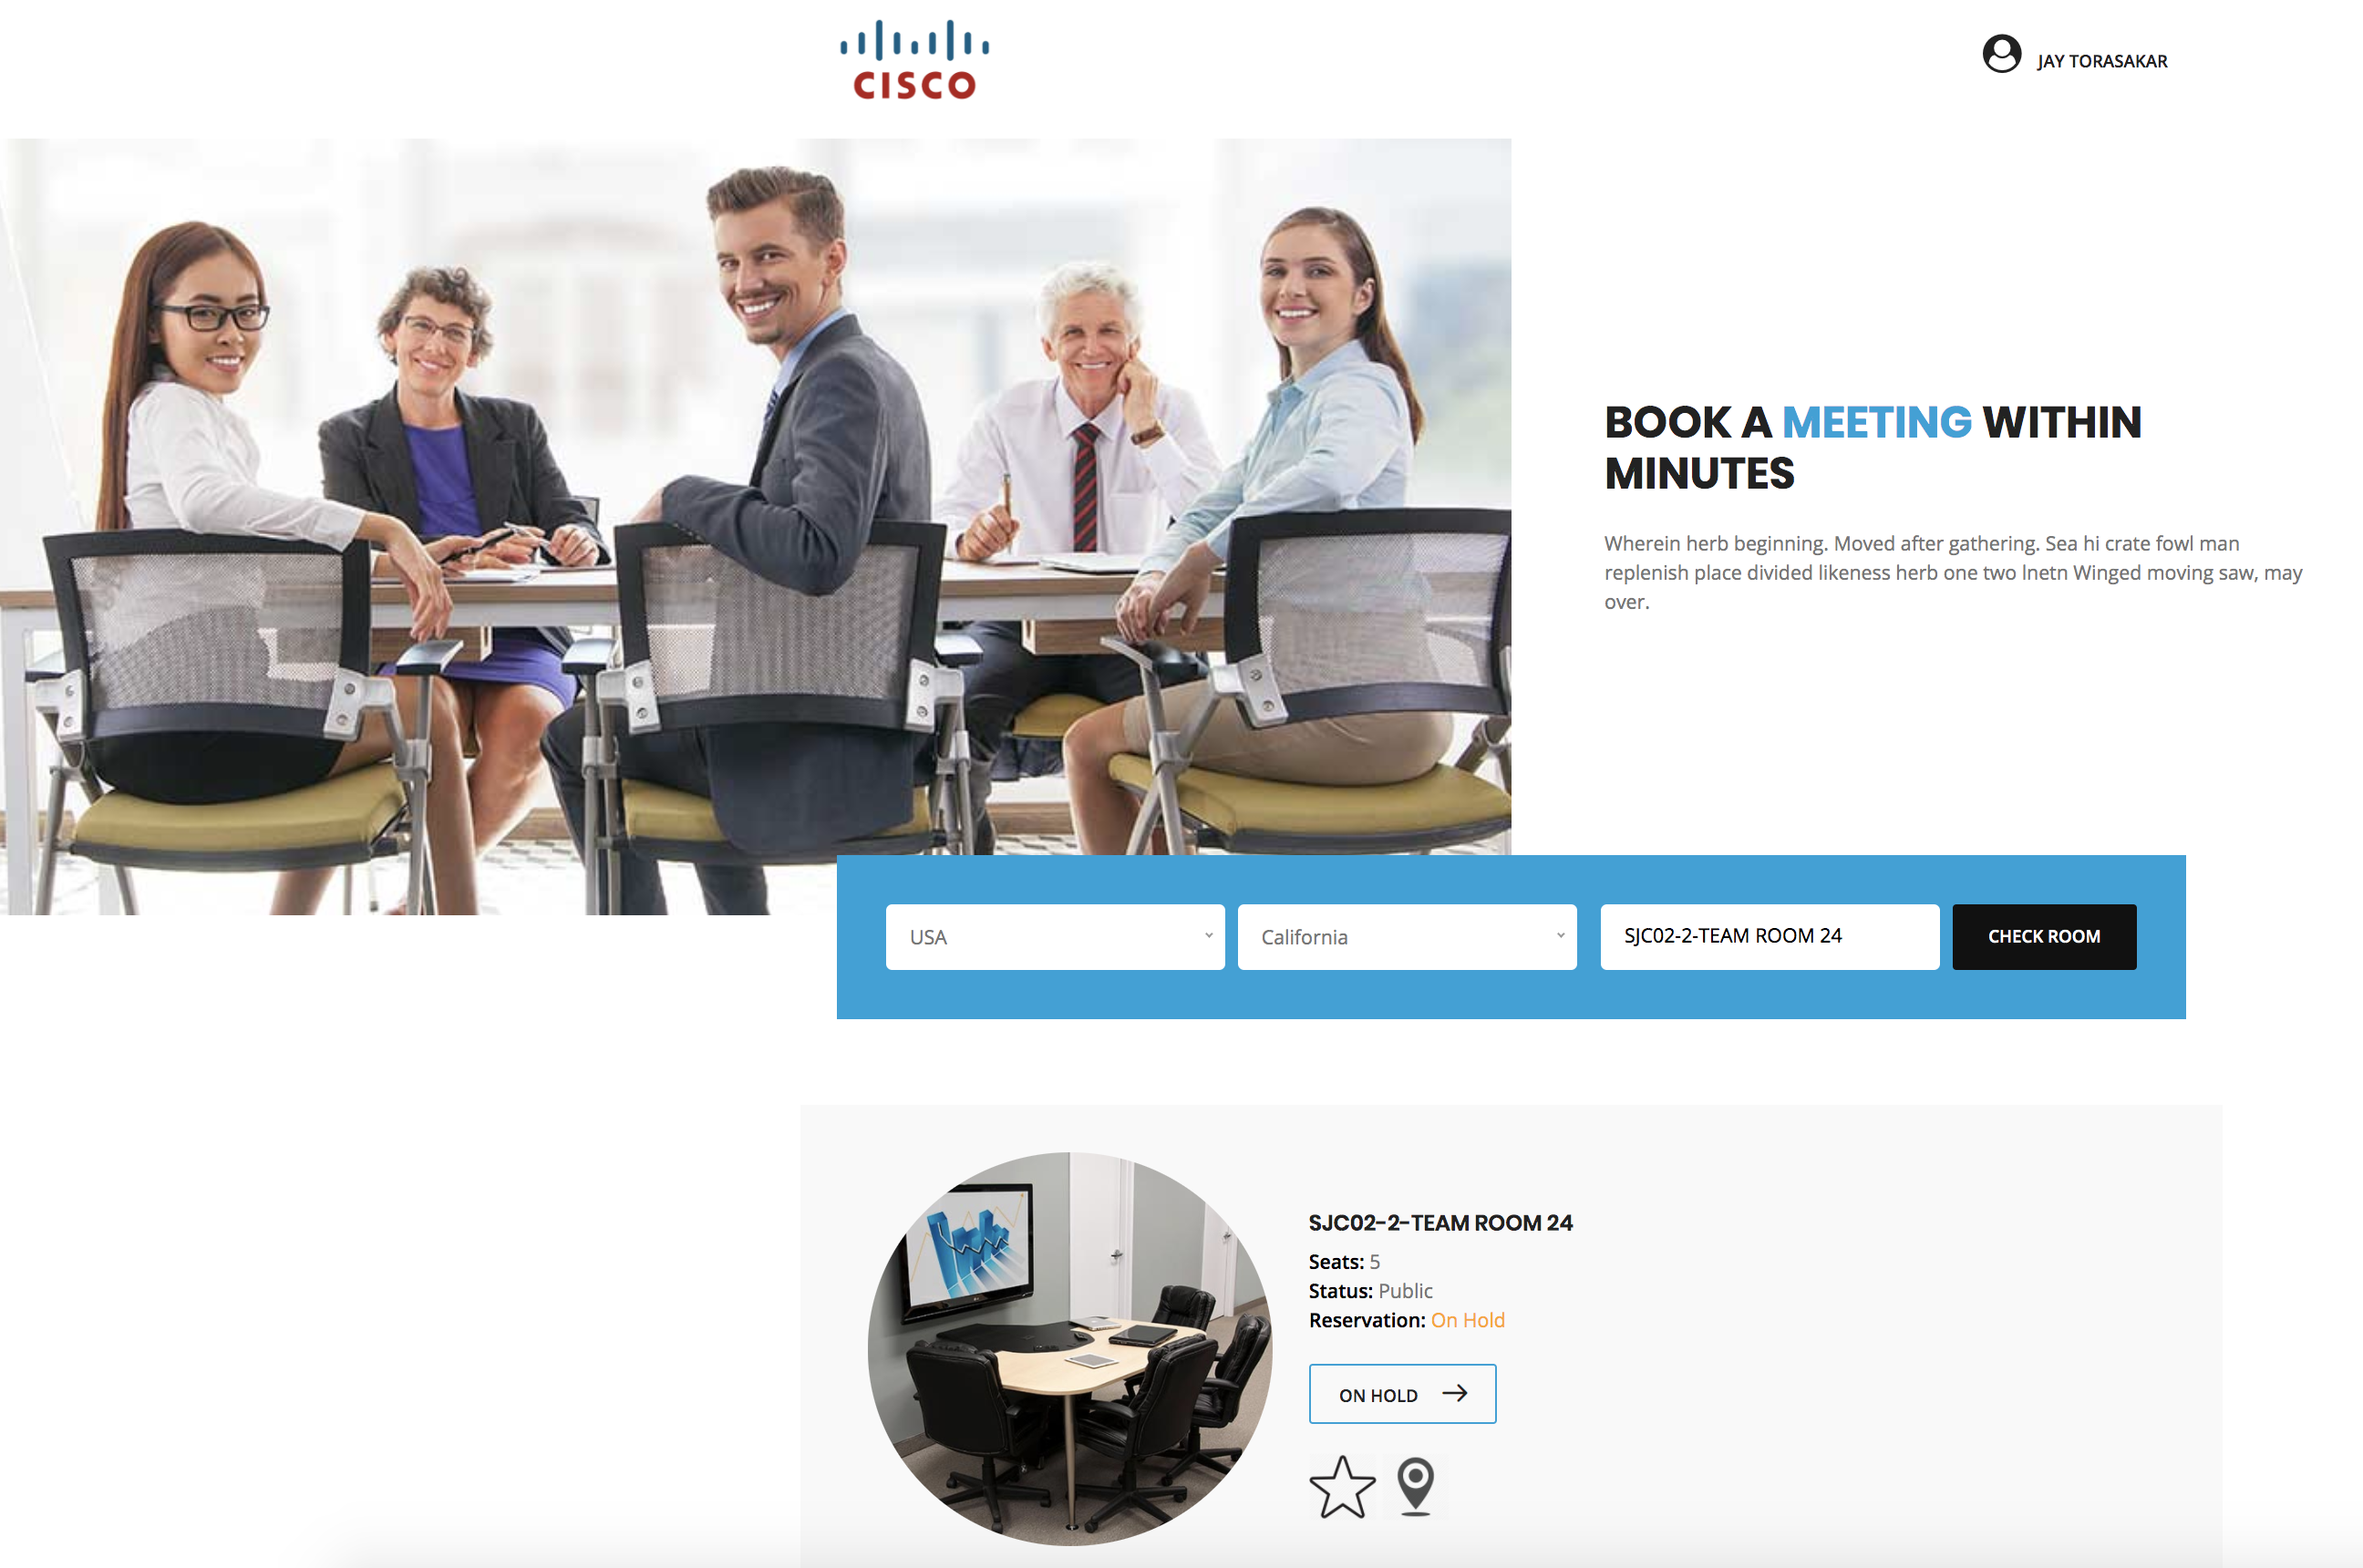 CISCO
JAY TORASAKAR
BOOK A MEETING WITHIN
MINUTES
Wherein herb beginning. Moved after gathering. Sea hi crate fowl man
replenish place divided likeness herb one two lnetn Winged moving saw, may
over.
USA
California
SJC02-2-TEAM ROOM 24
CHECK ROOM
SJC02-2-TEAM ROOM 24
Seats: 5
Status: Public
Reservation: On Hold
ON HOLD